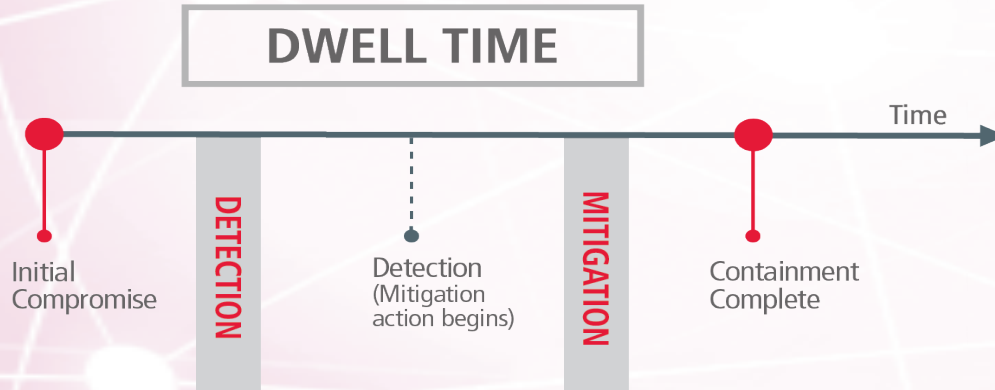 DWELL TIME
Time
DETECTION
MITIGATION
Initial
Compromise
Detection
(Mitigation
action begins)
Containment
Complete